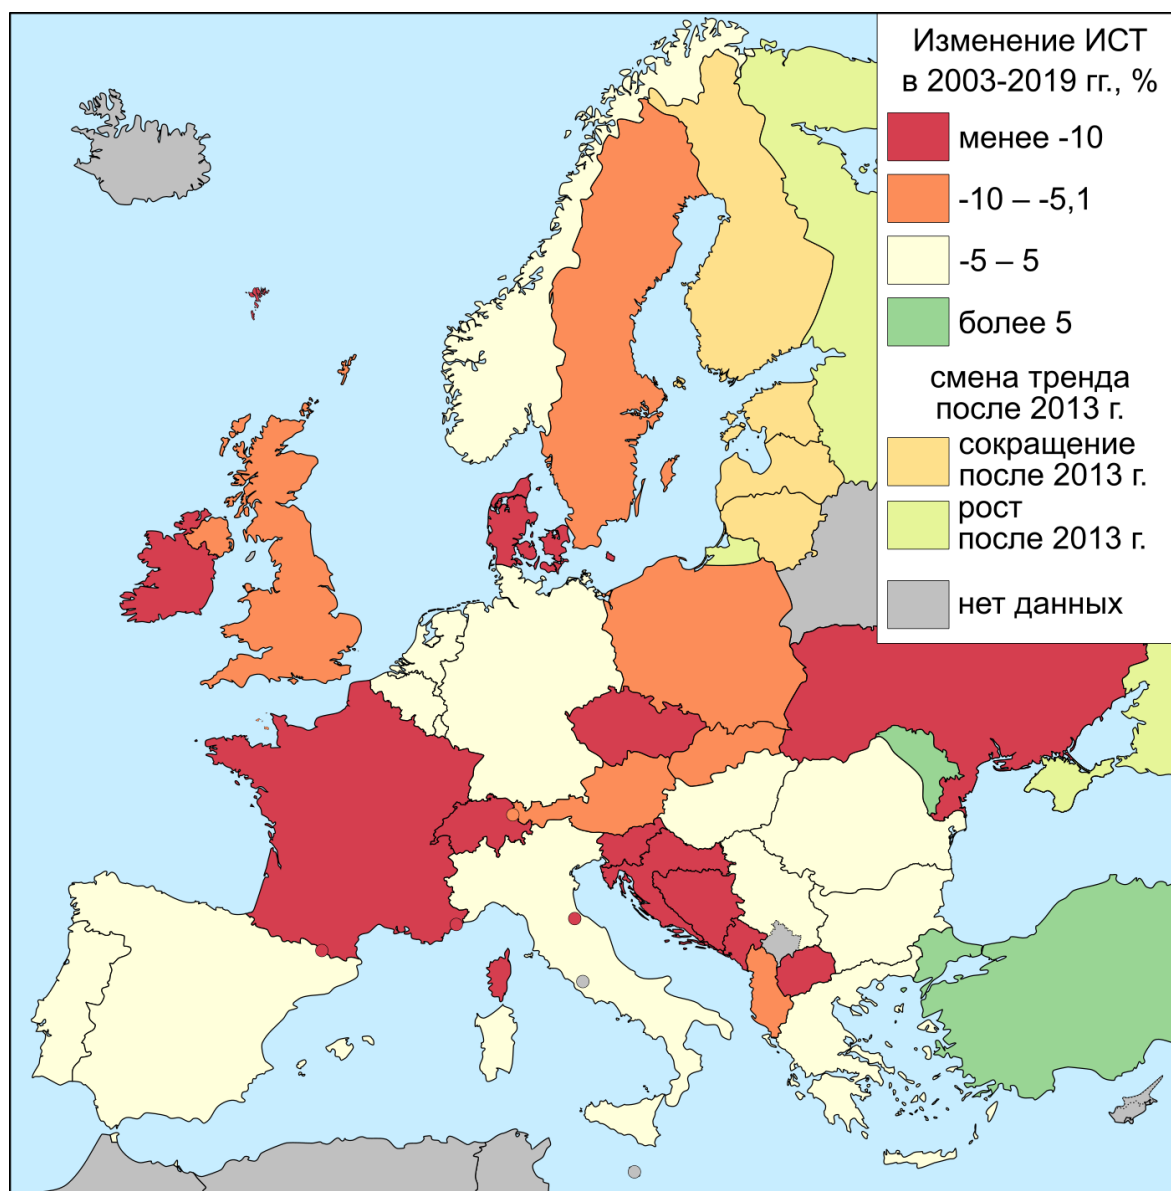 Изменение ИСТ
в 2003-2019 гг., %
менее -10
-10 – -5,1
-5 – 5
более 5
смена тренда
после 2013 г.
сокращение
после 2013 г.
рост
после 2013 г.
нет данных